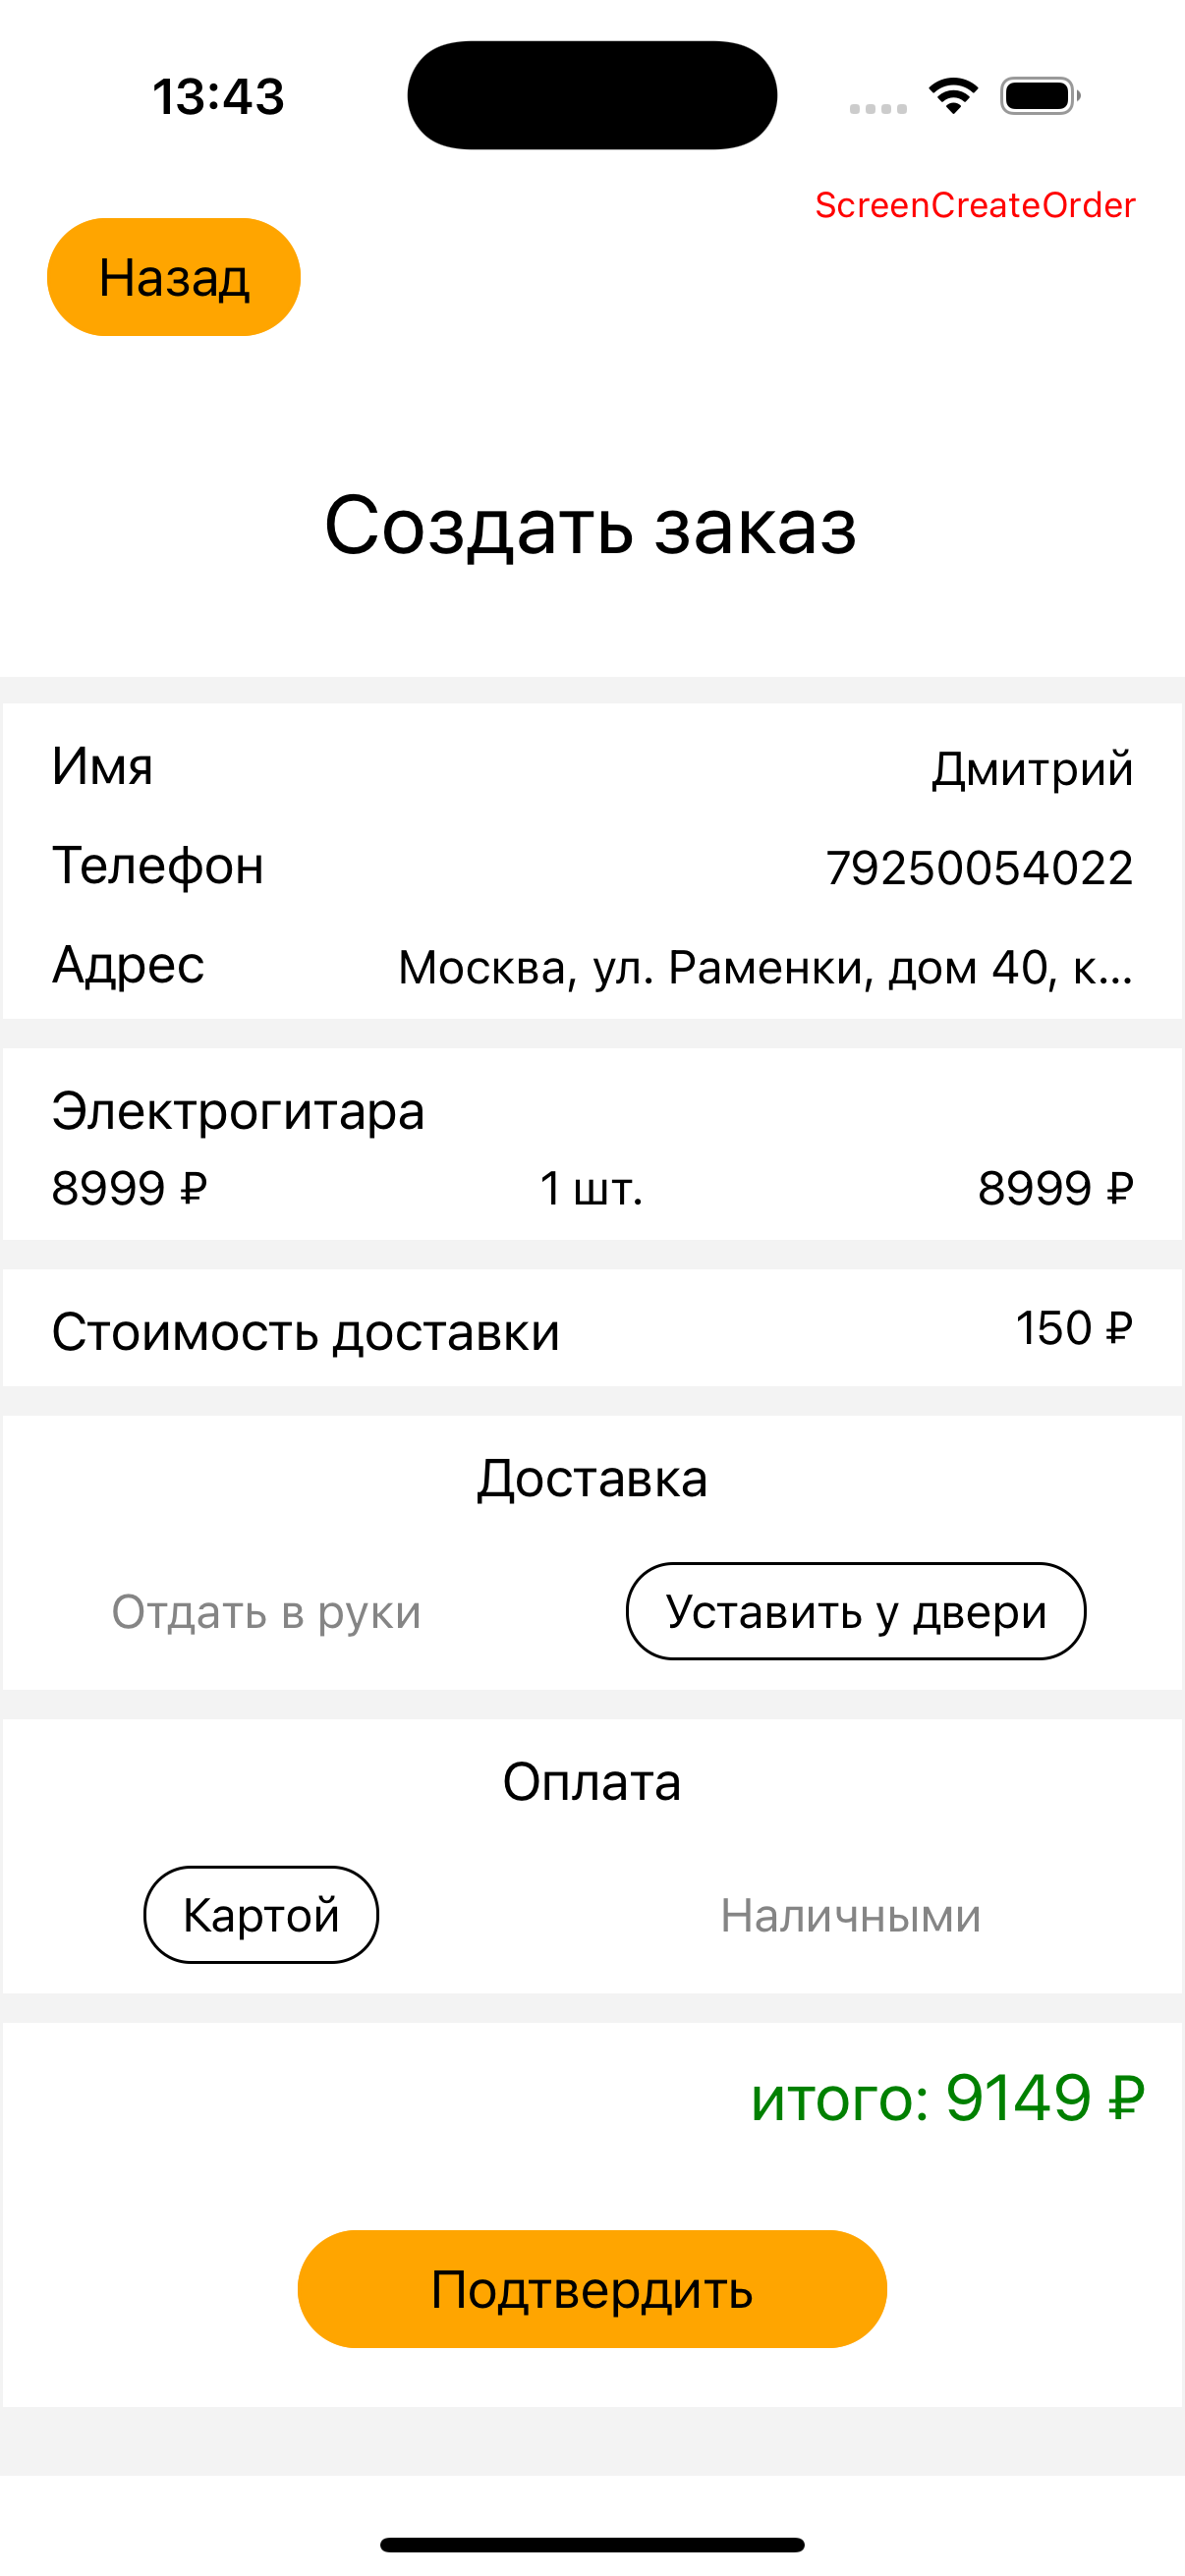 13:43
ScreenCreateOrder
Назад
Создать заказ
Имя Дмитрий
Телефон 79250054022
Адрес Москва, ул. Раменки, дом 40, к...
Электрогитара
8999 ₽ 1 шт. 8999 ₽
Стоимость доставки 150 ₽
Доставка
Отдать в руки Уставить у двери
Оплата
Картой Наличными
итого: 9149 ₽
Подтвердить